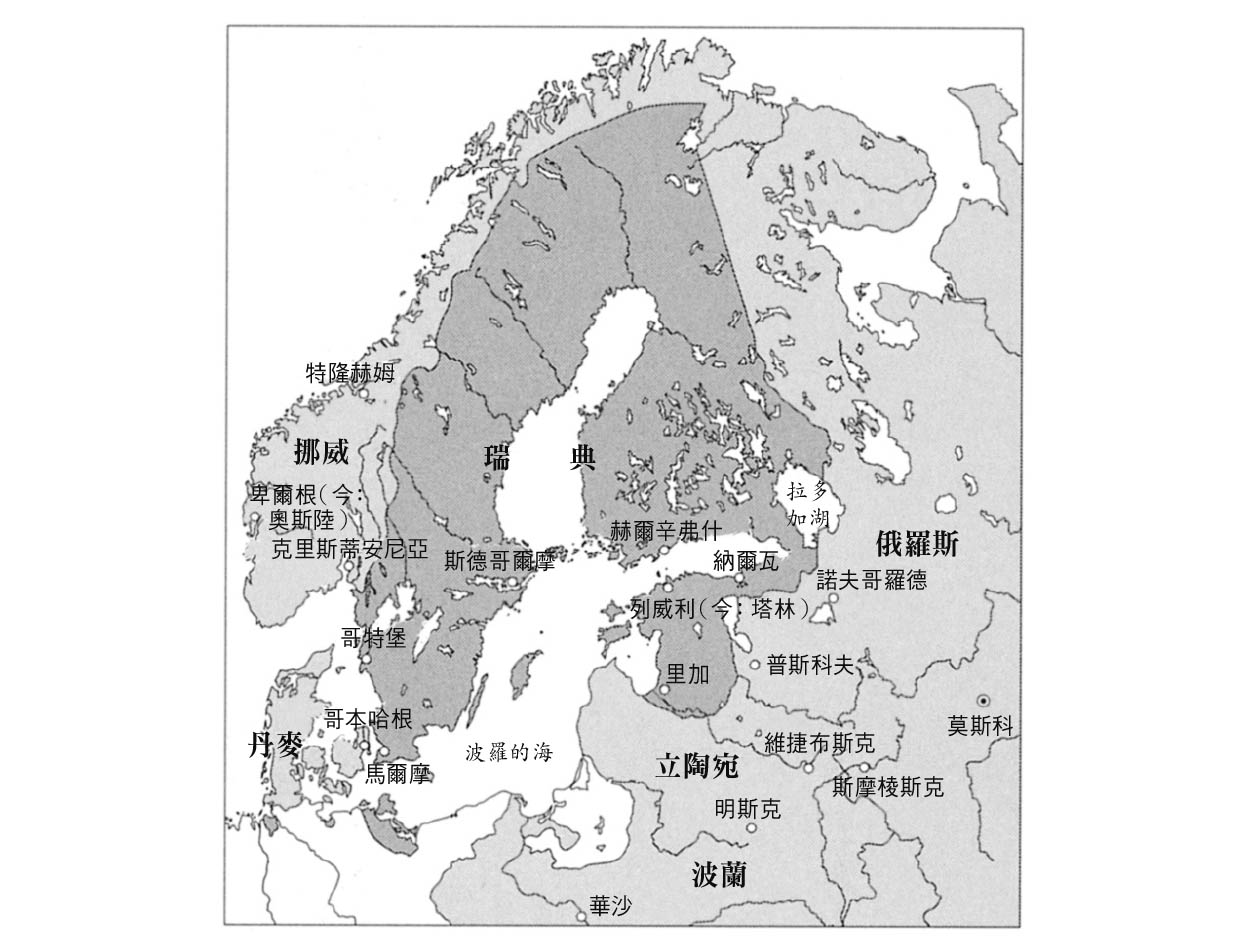 特隆赫姆
挪威
瑞典
卑爾根（今：
奧斯陸）
克里斯蒂安尼亞
斯德哥爾摩
赫爾辛弗什
拉多
加湖
納爾瓦
俄羅斯
諾夫哥羅德
列威利（今：塔林）
哥特堡
里加
普斯科夫
莫斯科
哥本哈根
丹麥
馬爾摩
波羅的海
立陶宛
維捷布斯克
斯摩棱斯克
明斯克
波蘭
華沙